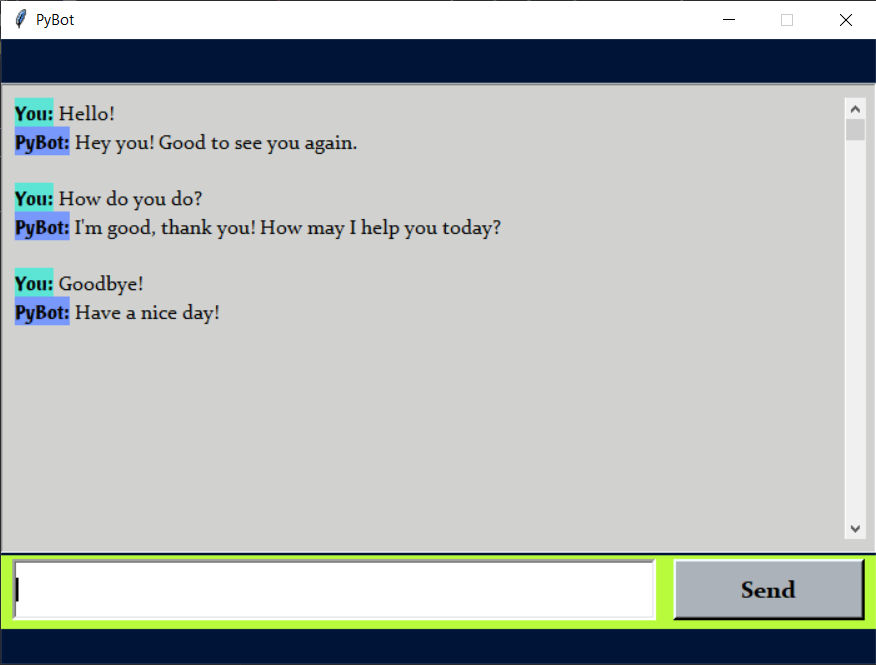 PyBot
You: Hello!
PyBot: Hey you! Good to see you again.
You: How do you do?
PyBot: I'm good, thank you! How may I help you today?
You: Goodbye!
PyBot: Have a nice day!
Send